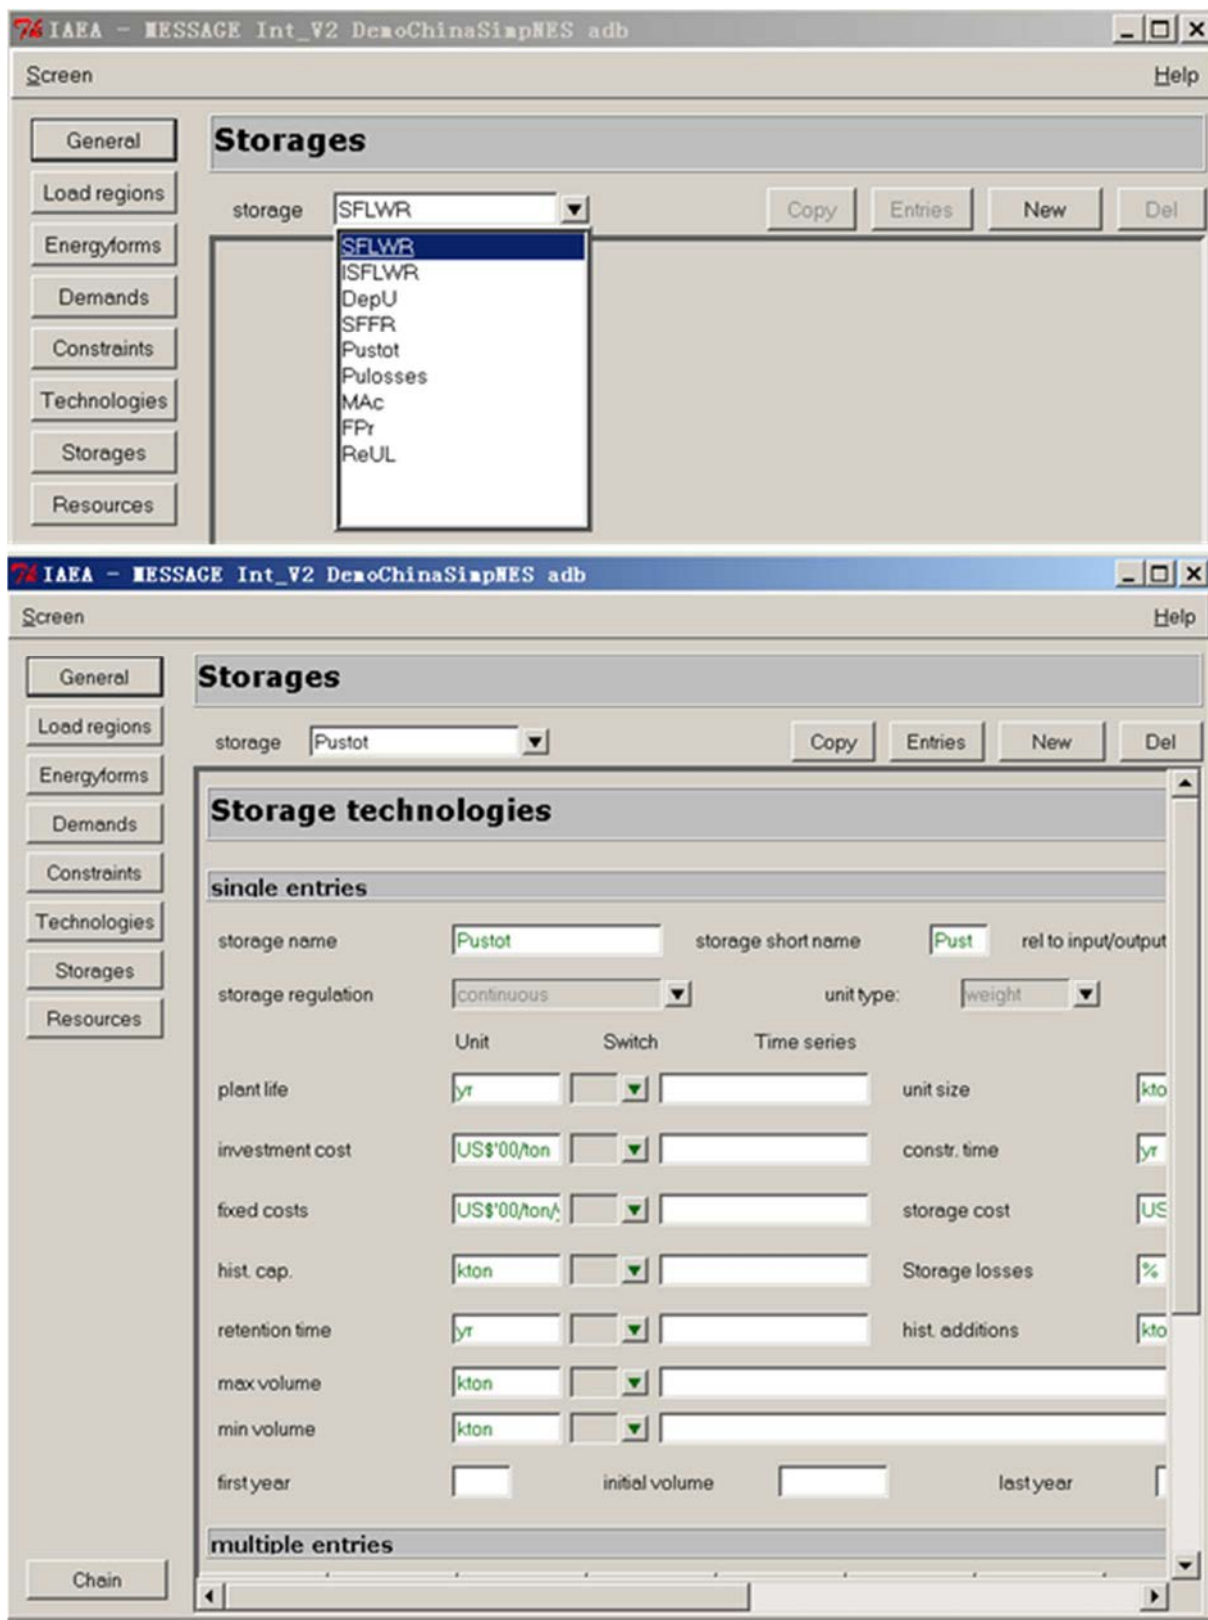 IAEA - MESSAGE Int_V2 DemoChinaSimpNES adb
Screen Help
General
Storages
Load regions
storage SFLWR Copy Entries New Del
Energyforms
SFLWR
ISFLWR
Demands
DepU
SFFR
Constraints
Pustot
Pulosses
Technologies
MAc
FPr
Storages
ReUL
Resources
IAEA - MESSAGE Int_V2 DemoChinaSimpNES adb
Screen Help
General
Storages
Load regions
storage Pustot Copy Entries New Del
Energyforms
Storage technologies
Demands
Constraints
single entries
Technologies
storage name Pustot storage short name Pust rel to input/output
Storages
storage regulation continuous unit type: weight
Resources
Unit Switch Time series
plant life yr unit size kto
investment cost US$'00/ton constr. time yr
fixed costs US$'00/ton/y storage cost US
hist. cap. kton Storage losses %
retention time yr hist. additions kto
max volume kton
min volume kton
first year initial volume last year
multiple entries
Chain